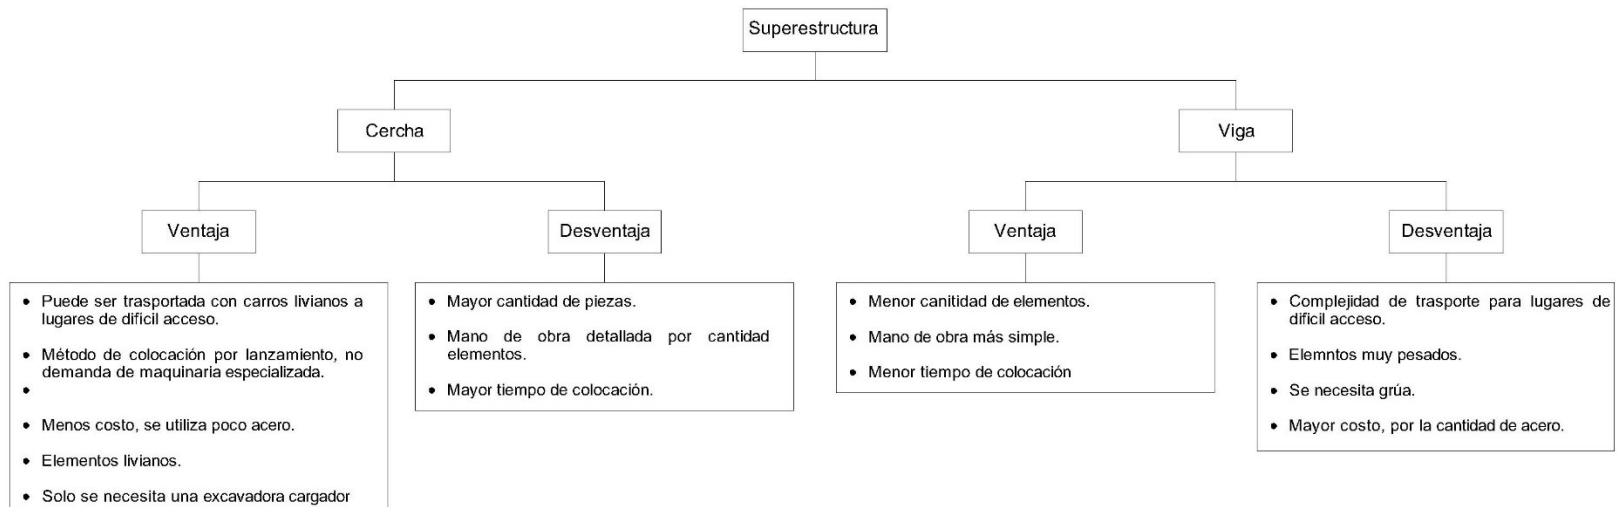 Superestructura
Cercha
Viga
Ventaja
Desventaja
Ventaja
Desventaja
• Puede ser trasportada con carros livianos a
lugares de dificil acceso.
• Método de colocación por lanzamiento, no
demanda de maquinaria especializada.
•
• Menos costo, se utiliza poco acero.
• Elementos livianos.
• Solo se necesita una excavadora cargador
• Mayor cantidad de piezas.
• Mano de obra detallada por cantidad
elementos.
• Mayor tiempo de colocación.
• Menor canitidad de elementos.
• Mano de obra más simple.
• Menor tiempo de colocación
• Complejidad de trasporte para lugares de
dificil acceso.
• Elemntos muy pesados.
• Se necesita grúa.
• Mayor costo, por la cantidad de acero.